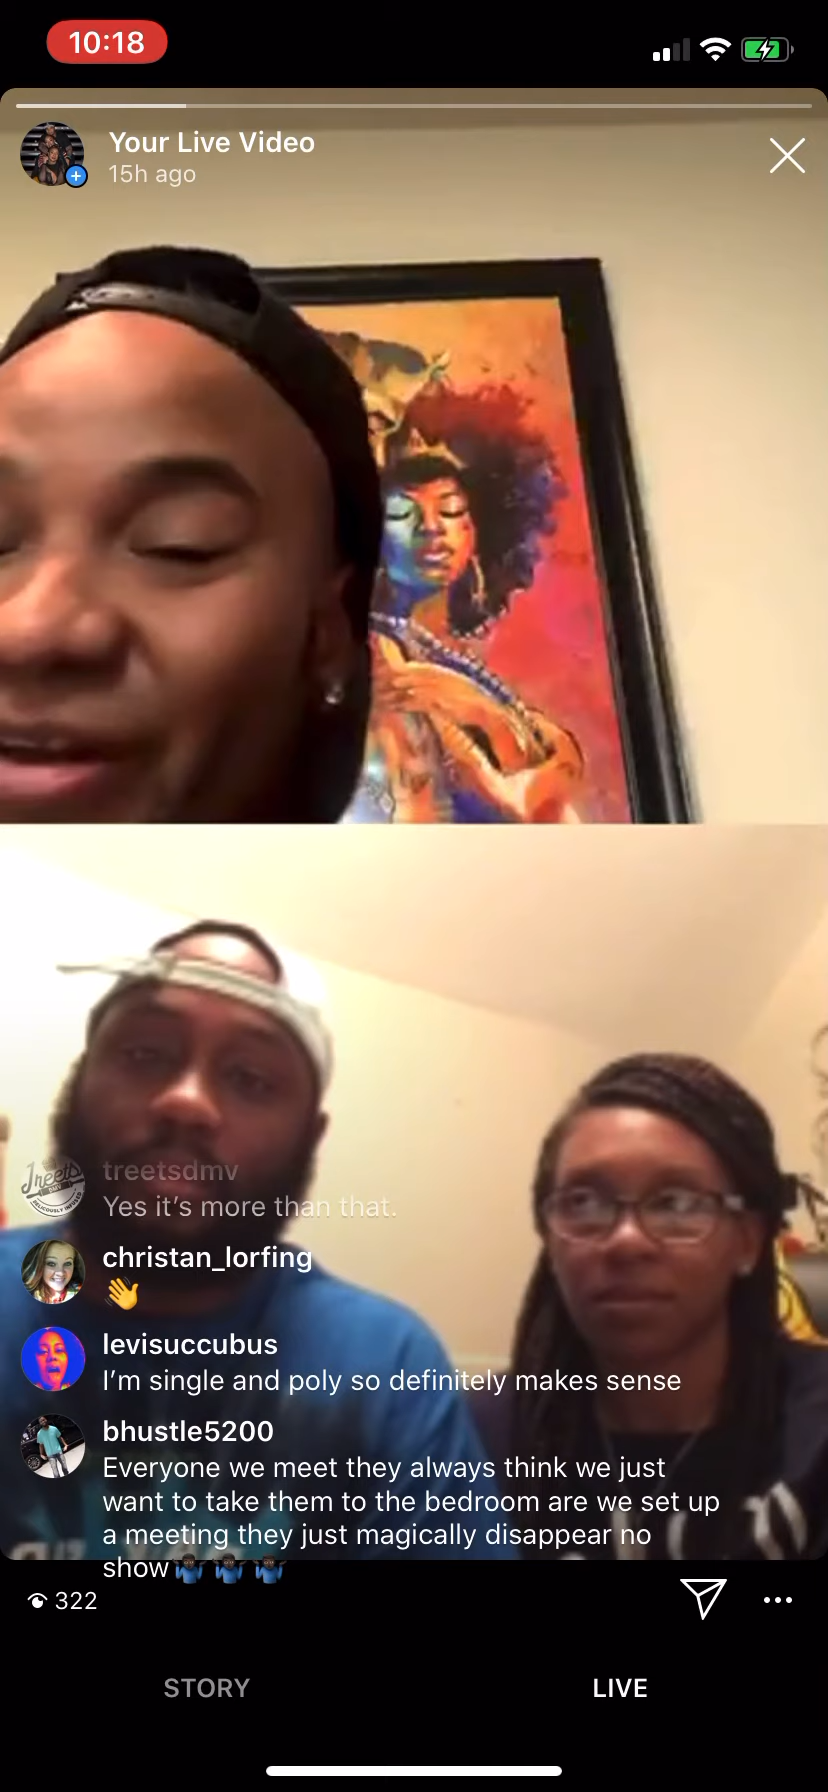 10:18
Your Live Video
15h ago
treetsdmv
Yes it's more than that.
christan_lorfing
👋
levisuccubus
I'm single and poly so definitely makes sense
bhustle5200
Everyone we meet they always think we just
want to take them to the bedroom are we set up
a meeting they just magically disappear no
show🤷🏿‍♂️🤷🏿‍♂️🤷🏿‍♂️
322
STORY
LIVE